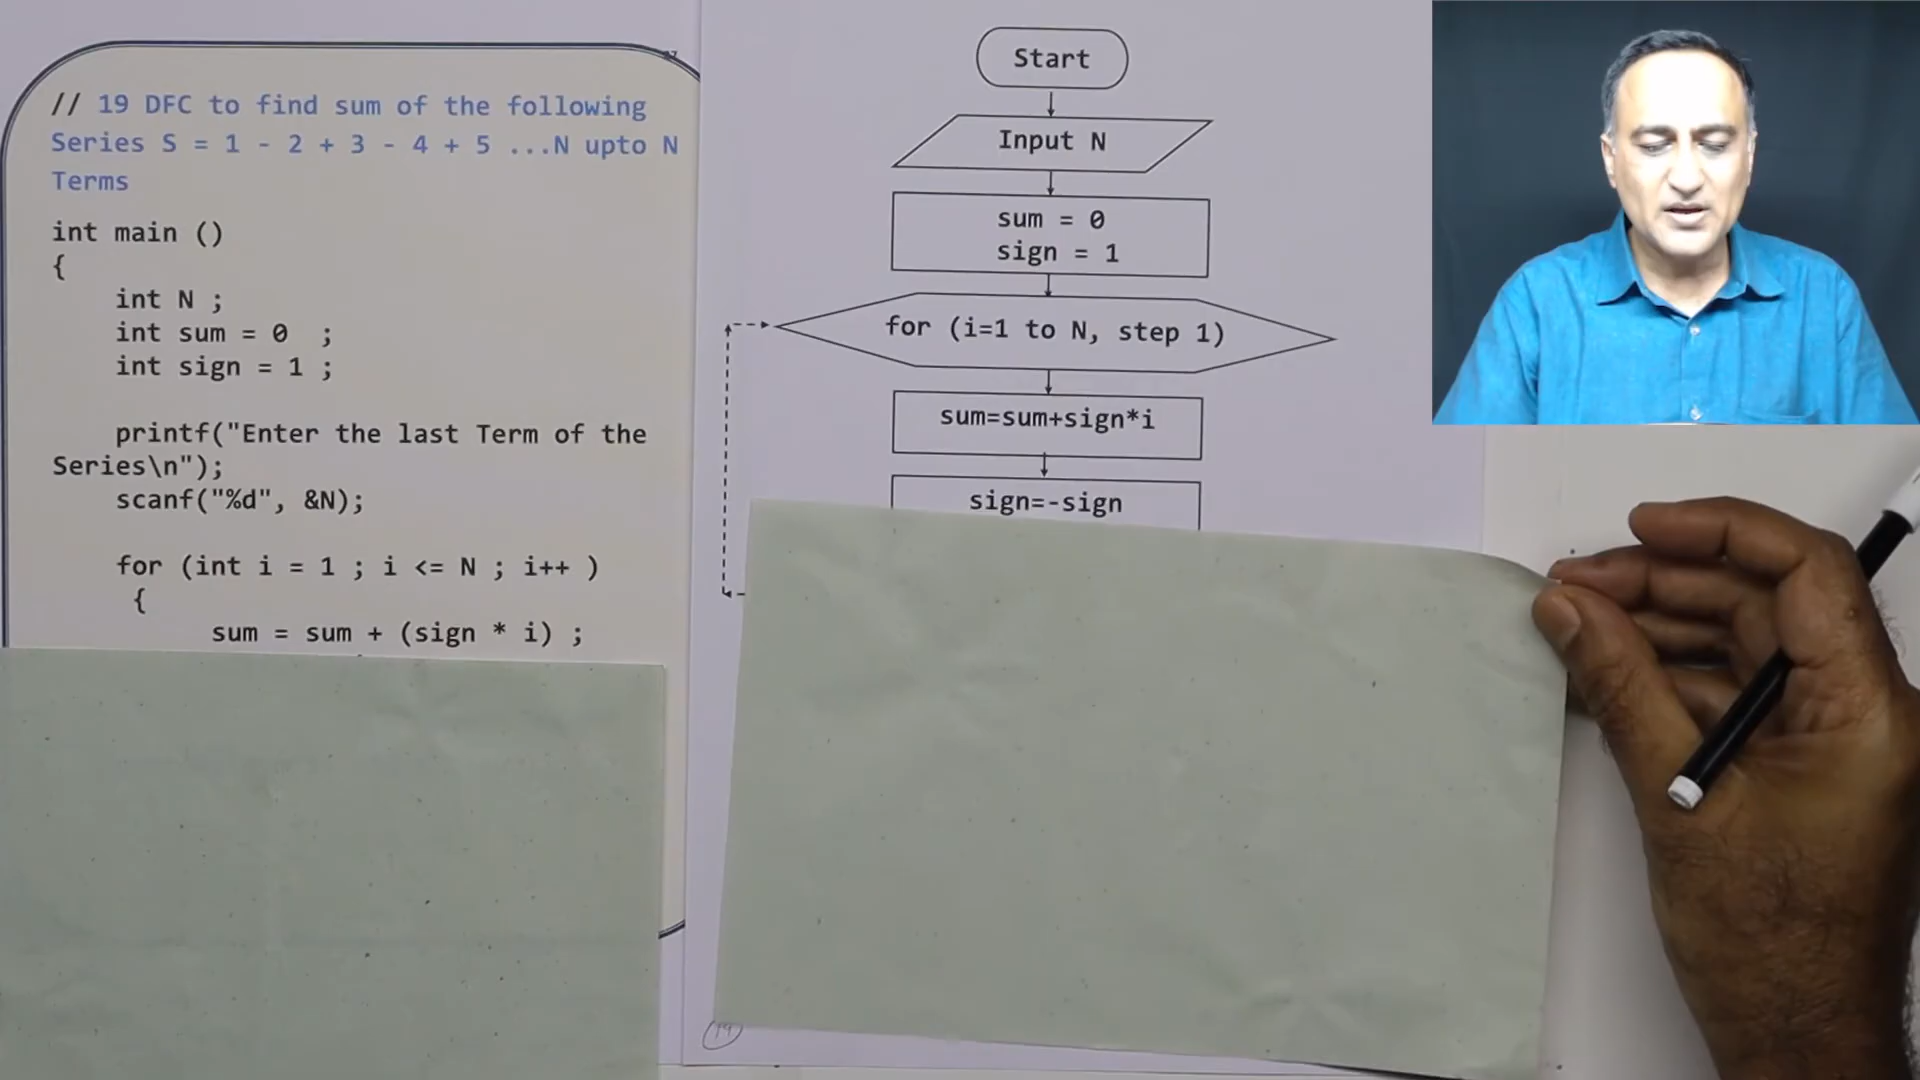 // 19 DFC to find sum of the following
Series S = 1 - 2 + 3 - 4 + 5 ...N upto N
Terms
int main ()
{
int N ;
int sum = 0 ;
int sign = 1 ;
printf("Enter the last Term of the
Series\n");
scanf("%d", &N);
for (int i = 1 ; i <= N ; i++ )
{
sum = sum + (sign * i) ;
Start
Input N
sum = 0
sign = 1
for (i=1 to N, step 1)
sum=sum+sign*i
sign=-sign
19